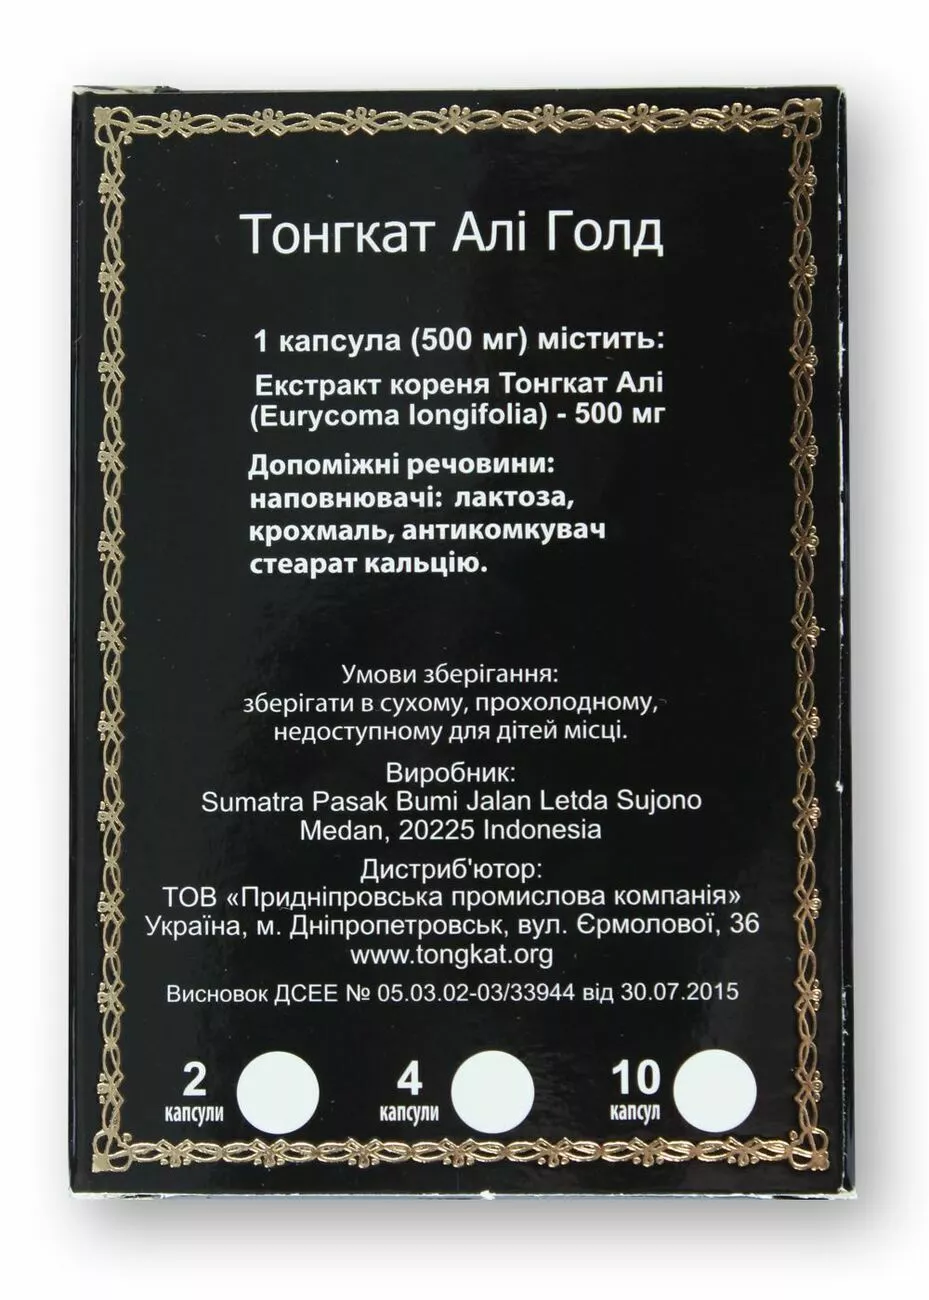 Тонгкат Алі Голд
1 капсула (500 мг) містить:
Екстракт кореня Тонгкат Алі
(Eurycoma longifolia) - 500 мг
Допоміжні речовини:
наповнювачі: лактоза,
крохмаль, антикомкувач
стеарат кальцію.
Умови зберігання:
зберігати в сухому, прохолодному,
недоступному для дітей місці.
Виробник:
Sumatra Pasak Bumi Jalan Letda Sujono
Medan, 20225 Indonesia
Дистриб'ютор:
ТОВ «Придніпровська промислова компанія»
Україна, м. Дніпропетровськ, вул. Єрмолової, 36
www.tongkat.org
Висновок ДСЕЕ № 05.03.02-03/33944 від 30.07.2015
2 4 10
капсули капсули капсул